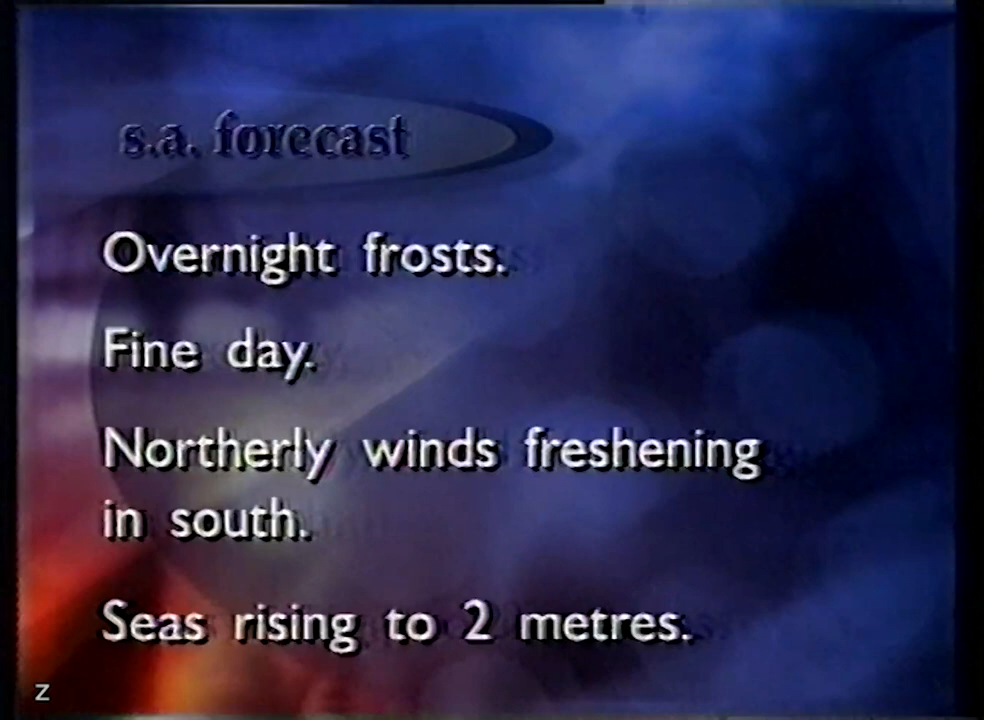 s.a. forecast
Overnight frosts.
Fine day.
Northerly winds freshening
in south.
Seas rising to 2 metres.
z